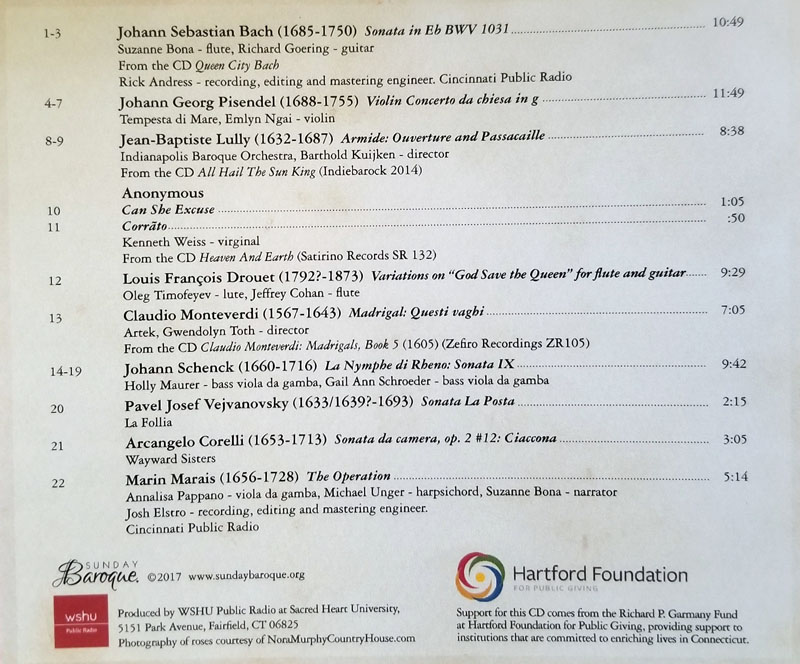 1-3 Johann Sebastian Bach (1685-1750) Sonata in Eb BWV 1031 10:49
Suzanne Bona - flute, Richard Goering - guitar
From the CD Queen City Bach
Rick Andress - recording, editing and mastering engineer. Cincinnati Public Radio
4-7 Johann Georg Pisendel (1688-1755) Violin Concerto da chiesa in g 11:49
Tempesta di Mare, Emlyn Ngai - violin
8-9 Jean-Baptiste Lully (1632-1687) Armide: Ouverture and Passacaille 8:38
Indianapolis Baroque Orchestra, Barthold Kuijken - director
From the CD All Hail The Sun King (Indiebarock 2014)
Anonymous
10 Can She Excuse 1:05
11 Corrãto :50
Kenneth Weiss - virginal
From the CD Heaven And Earth (Satirino Records SR 132)
12 Louis François Drouet (1792?-1873) Variations on “God Save the Queen” for flute and guitar 9:29
Oleg Timofeyev - lute, Jeffrey Cohan - flute
13 Claudio Monteverdi (1567-1643) Madrigal: Questi vaghi 7:05
Artek, Gwendolyn Toth - director
From the CD Claudio Monteverdi: Madrigals, Book 5 (1605) (Zefiro Recordings ZR105)
14-19 Johann Schenck (1660-1716) La Nymphe di Rheno: Sonata IX 9:42
Holly Maurer - bass viola da gamba, Gail Ann Schroeder - bass viola da gamba
20 Pavel Josef Vejvanovsky (1633/1639?-1693) Sonata La Posta 2:15
La Follia
21 Arcangelo Corelli (1653-1713) Sonata da camera, op. 2 #12: Ciaccona 3:05
Wayward Sisters
22 Marin Marais (1656-1728) The Operation 5:14
Annalisa Pappano - viola da gamba, Michael Unger - harpsichord, Suzanne Bona - narrator
Josh Elstro - recording, editing and mastering engineer.
Cincinnati Public Radio
SUNDAY
Baroque. ©2017 www.sundaybaroque.org
wshu
Public Radio
Produced by WSHU Public Radio at Sacred Heart University,
5151 Park Avenue, Fairfield, CT 06825
Photography of roses courtesy of NoraMurphyCountryHouse.com
Hartford Foundation
FOR PUBLIC GIVING
Support for this CD comes from the Richard P. Garmany Fund
at Hartford Foundation for Public Giving, providing support to
institutions that are committed to enriching lives in Connecticut.